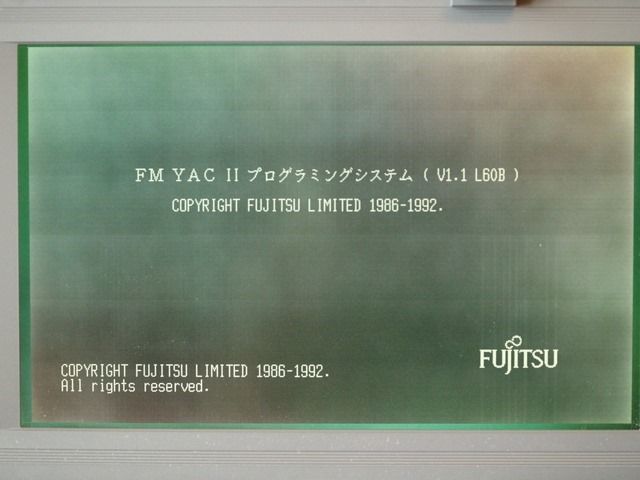 FM YAC II プログラミングシステム ( V1.1 L60B )
COPYRIGHT FUJITSU LIMITED 1986-1992.
FUJITSU
COPYRIGHT FUJITSU LIMITED 1986-1992.
All rights reserved.